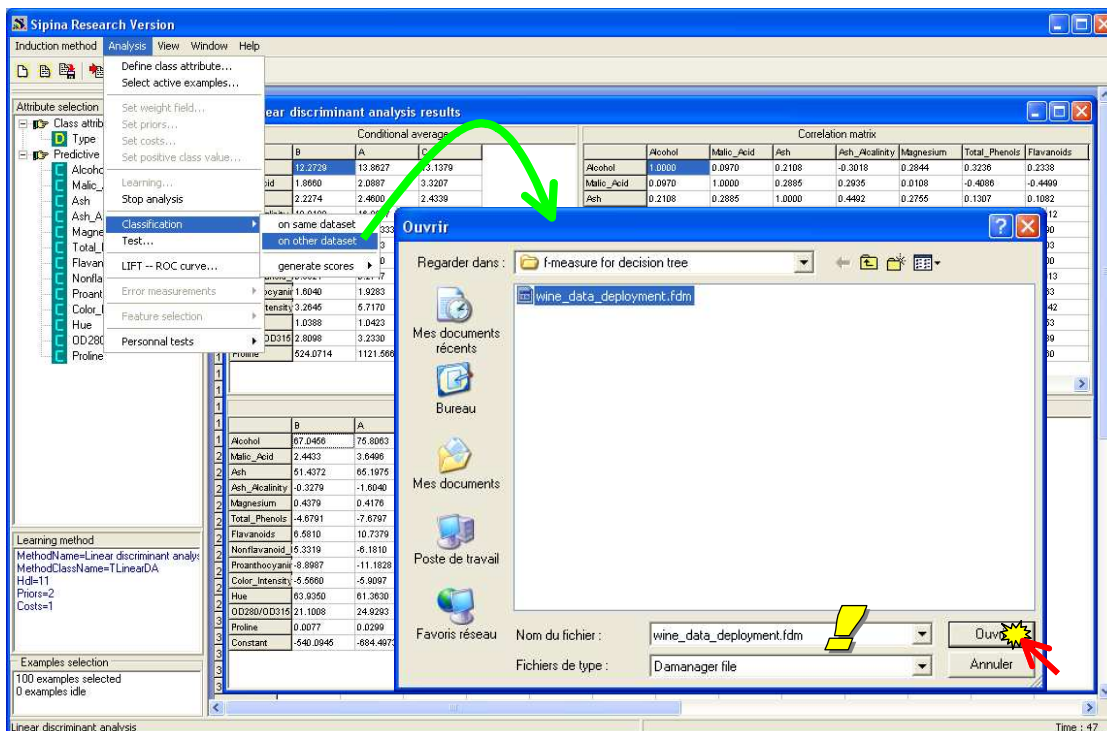 Sipina Research Version
Induction method Analysis View Window Help
Define class attribute...
Select active examples...
Set weight field...
Set priors...
Set costs...
Set positive class value...
Learning...
Stop analysis
Classification
Test...
LIFT -- ROC curve...
Error measurements
Feature selection
Personnal tests
on same dataset
on other dataset
generate scores
Attribute selection
Class attrib
Type
Predictive
Alcoho
Malic_
Ash
Ash_A
Magne
Total_
Flavan
Nonfla
Proant
Color_
Hue
OD280
Proline
Learning method
MethodName=Linear discriminant analys
MethodClassName=TLinearDA
Hdl=11
Priors=2
Costs=1
Examples selection
100 examples selected
0 examples idle
ear discriminant analysis results
Conditional average
B A
12.2729 13.8627 13.1379
1.8660 2.0887 3.3207
2.2274 2.4600 2.4339
1.6040 1.9283
3.2645 5.7170
1.0388 1.0423
2.8098 3.2330
Proline 524.0714 1121.566
Correlation matrix
Alcohol Malic_Acid Ash Ash_Alcalinity Magnesium Total_Phenols Flavanoids
Alcohol 1.0000 0.0970 0.2108 -0.3018 0.2844 0.3236 0.2338
Malic_Acid 0.0970 1.0000 0.2885 0.2935 0.0108 -0.4086 -0.4499
Ash 0.2108 0.2885 1.0000 0.4492 0.2755 0.1307 0.1082
B A
Alcohol 67.0456 75.8063
Malic_Acid 2.4433 3.6496
Ash 51.4372 65.1975
Ash_Alcalinity -0.3279 -1.6040
Magnesium 0.4379 0.4176
Total_Phenols -4.6791 -7.6797
Flavanoids 6.5810 10.7379
Nonflavanoid_ 15.3319 -6.1810
Proanthocyanir -8.8987 -11.1828
Color_Intensity -5.5660 -5.9097
Hue 63.9350 61.3630
OD280/OD315 21.1008 24.9293
Proline 0.0077 0.0299
Constant -540.0945 -684.4973
Ouvrir
Regarder dans : f-measure for decision tree
wine_data_deployment.fdm
Mes documents récents
Bureau
Mes documents
Poste de travail
Favoris réseau
Nom du fichier : wine_data_deployment.fdm
Ouv
Fichiers de type : Damanager file
Annuler
Linear discriminant analysis
Time : 47